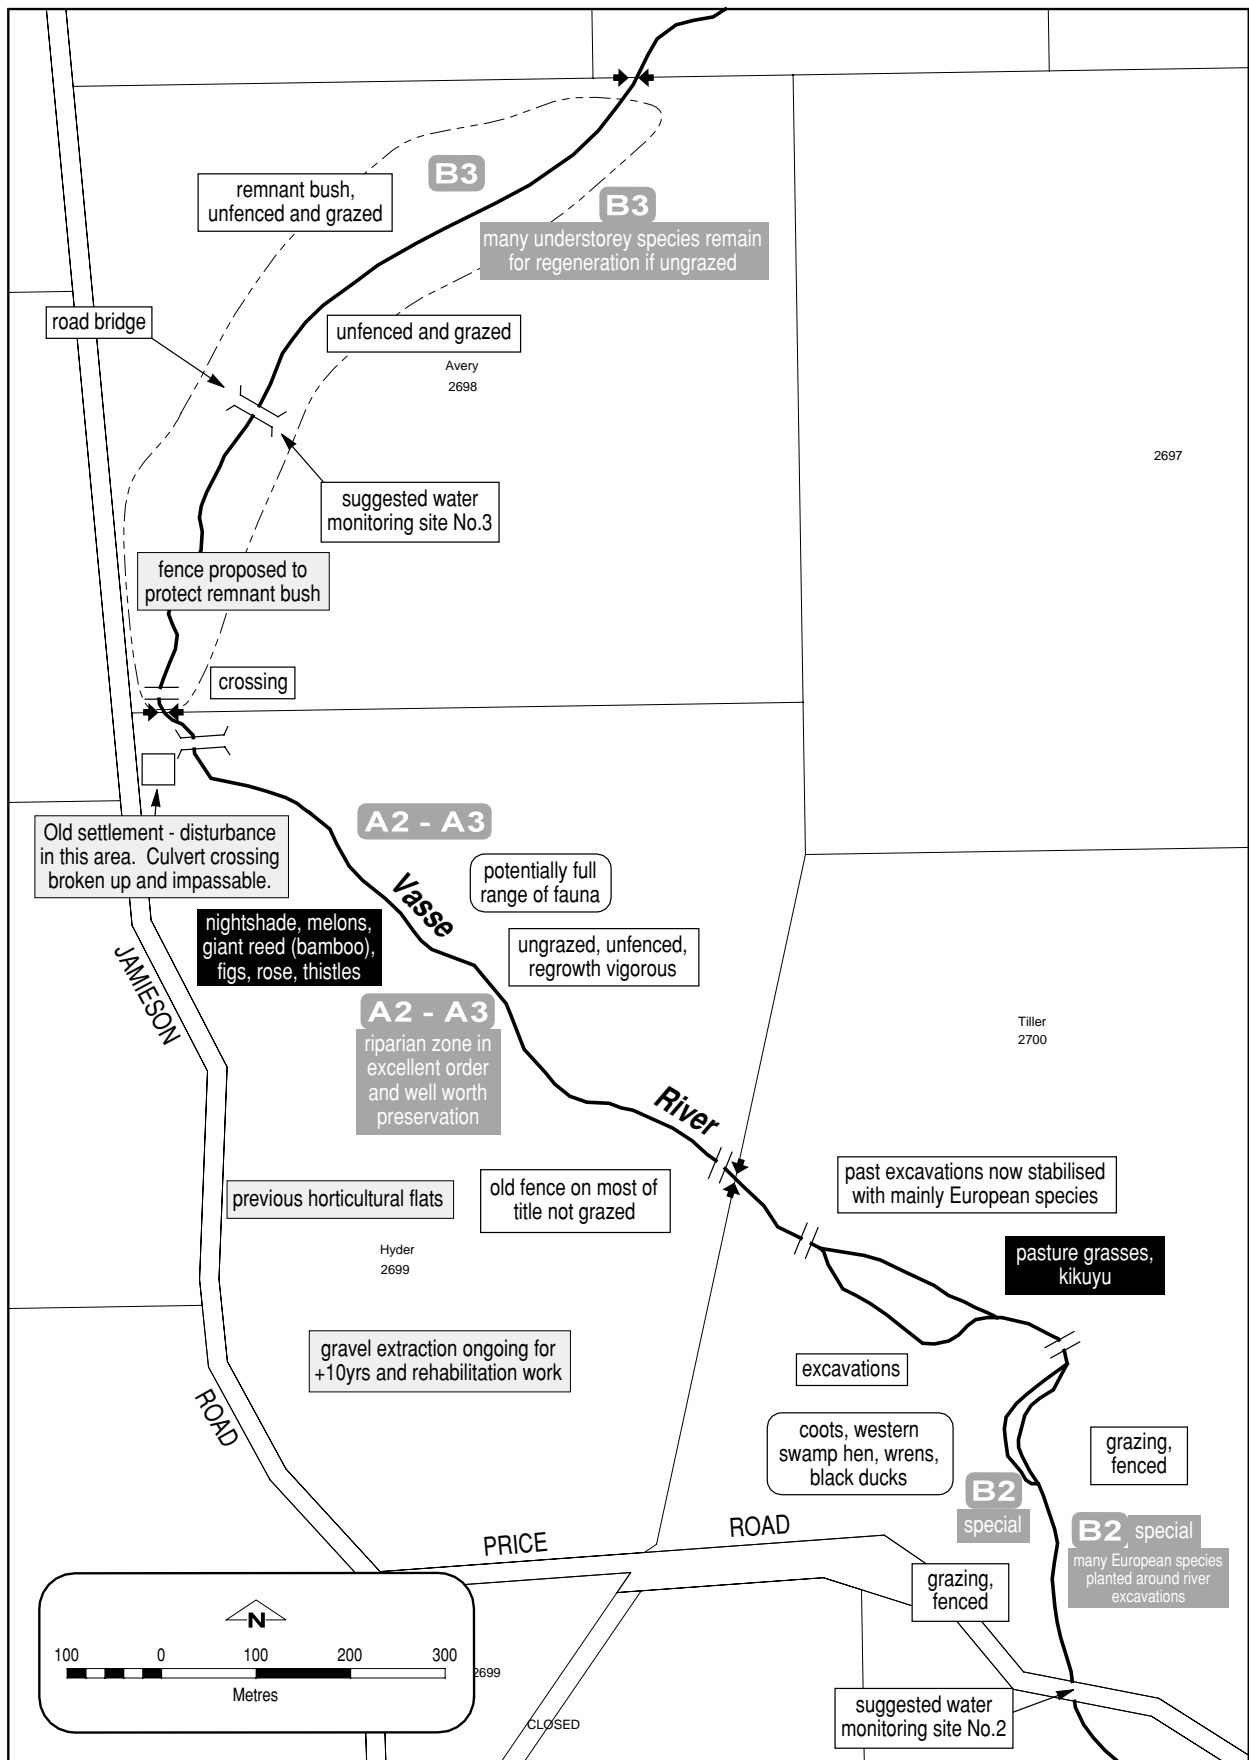 B3
remnant bush,
unfenced and grazed
B3
many understorey species remain
for regeneration if ungrazed
road bridge
unfenced and grazed
Avery
2698
2697
suggested water
monitoring site No.3
fence proposed to
protect remnant bush
crossing
A2 - A3
Old settlement - disturbance
in this area. Culvert crossing
broken up and impassable.
potentially full
range of fauna
Vasse
nightshade, melons,
giant reed (bamboo),
figs, rose, thistles
ungrazed, unfenced,
regrowth vigorous
JAMIESON
A2 - A3
riparian zone in
excellent order
and well worth
preservation
Tiller
2700
River
previous horticultural flats
old fence on most of
title not grazed
past excavations now stabilised
with mainly European species
Hyder
2699
pasture grasses,
kikuyu
gravel extraction ongoing for
+10yrs and rehabilitation work
excavations
ROAD
coots, western
swamp hen, wrens,
black ducks
grazing,
fenced
B2
special
PRICE
ROAD
B2 special
many European species
planted around river
excavations
grazing,
fenced
N
100 0 100 200 300
Metres
2699
CLOSED
suggested water
monitoring site No.2